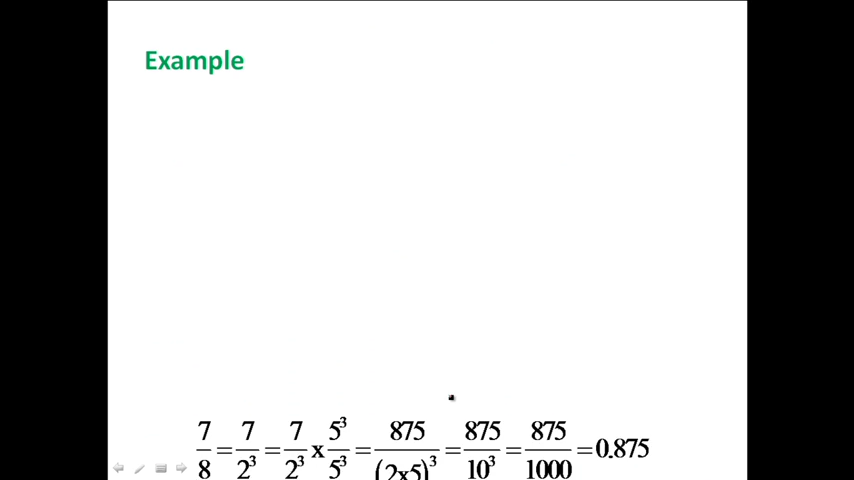 Example
7/8 = 7/2³ = 7/2³ x 5³/5³ = 875/(2x5)³ = 875/10³ = 875/1000 = 0.875